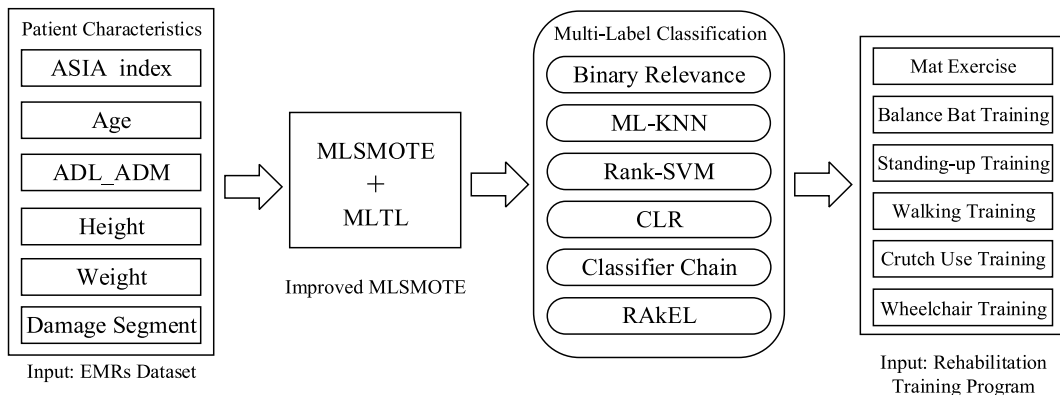 Patient Characteristics
ASIA index
Age
ADL_ADM
Height
Weight
Damage Segment
Input: EMRs Dataset
MLSMOTE
+
MLTL
Improved MLSMOTE
Multi-Label Classification
Binary Relevance
ML-KNN
Rank-SVM
CLR
Classifier Chain
RAkEL
Mat Exercise
Balance Bat Training
Standing-up Training
Walking Training
Crutch Use Training
Wheelchair Training
Input: Rehabilitation
Training Program